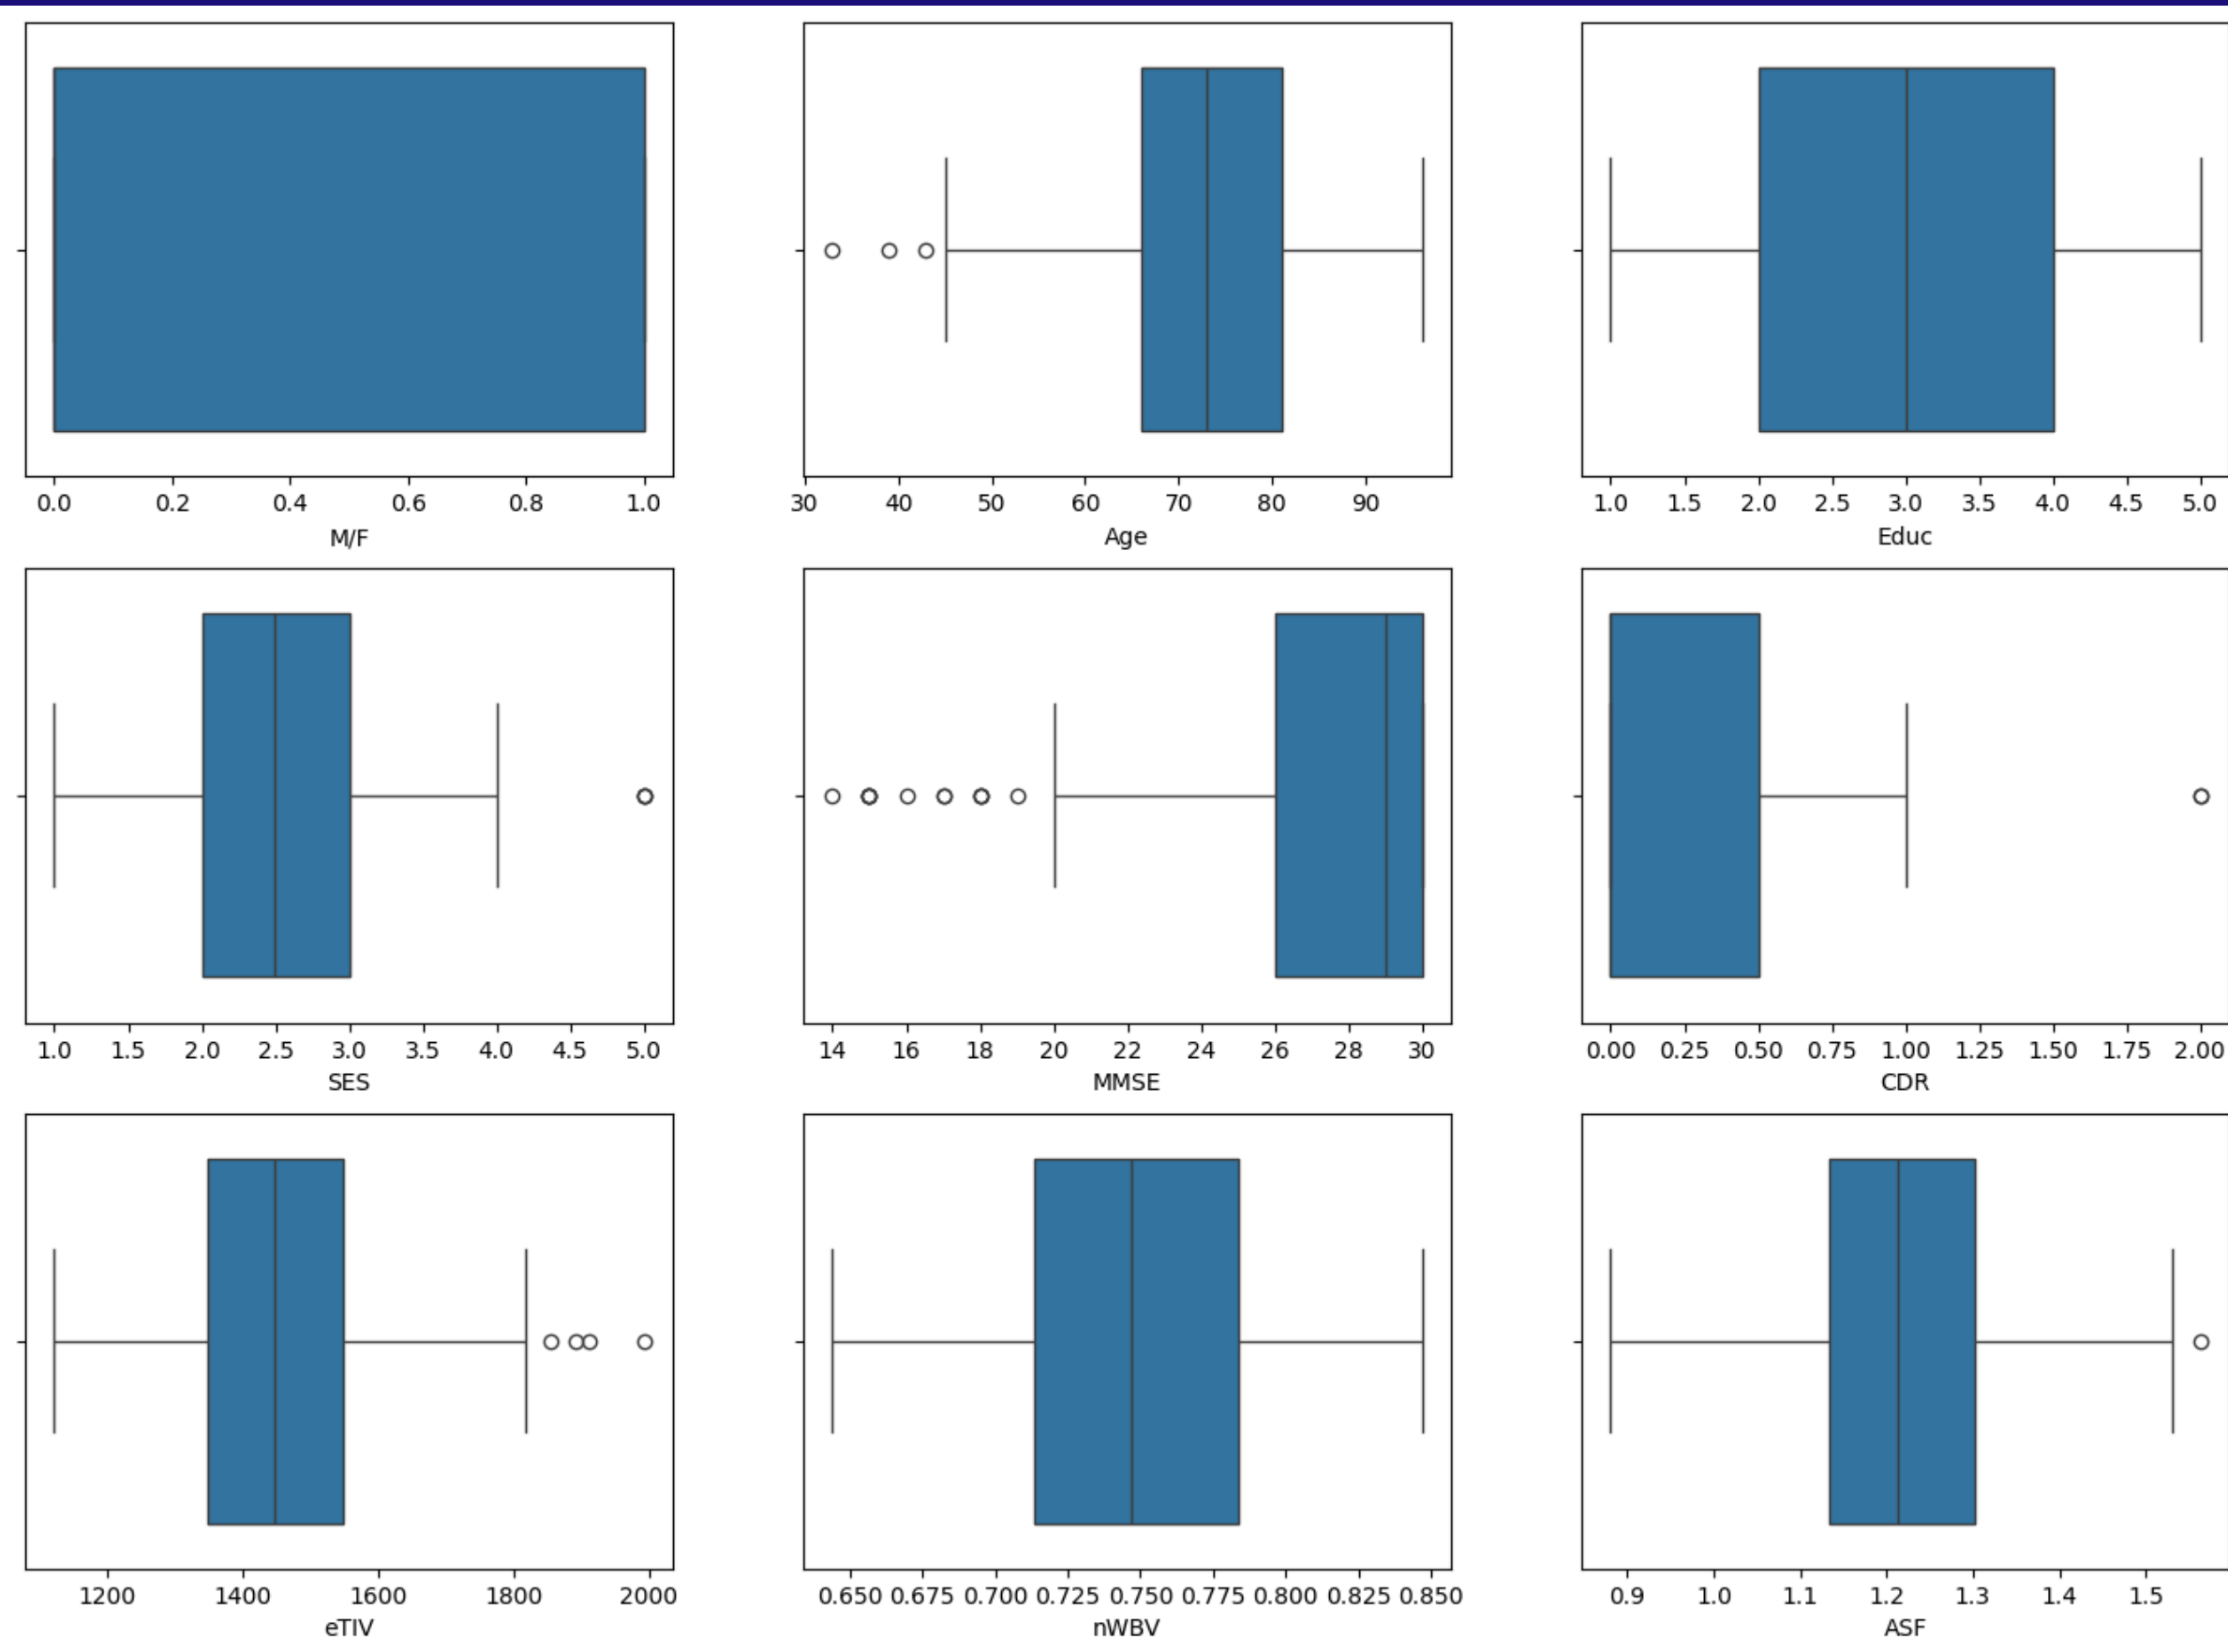 0.0 0.2 0.4 0.6 0.8 1.0
M/F
30 40 50 60 70 80 90
Age
1.0 1.5 2.0 2.5 3.0 3.5 4.0 4.5 5.0
Educ
1.0 1.5 2.0 2.5 3.0 3.5 4.0 4.5 5.0
SES
14 16 18 20 22 24 26 28 30
MMSE
0.00 0.25 0.50 0.75 1.00 1.25 1.50 1.75 2.00
CDR
1200 1400 1600 1800 2000
eTIV
0.650 0.675 0.700 0.725 0.750 0.775 0.800 0.825 0.850
nWBV
0.9 1.0 1.1 1.2 1.3 1.4 1.5
ASF